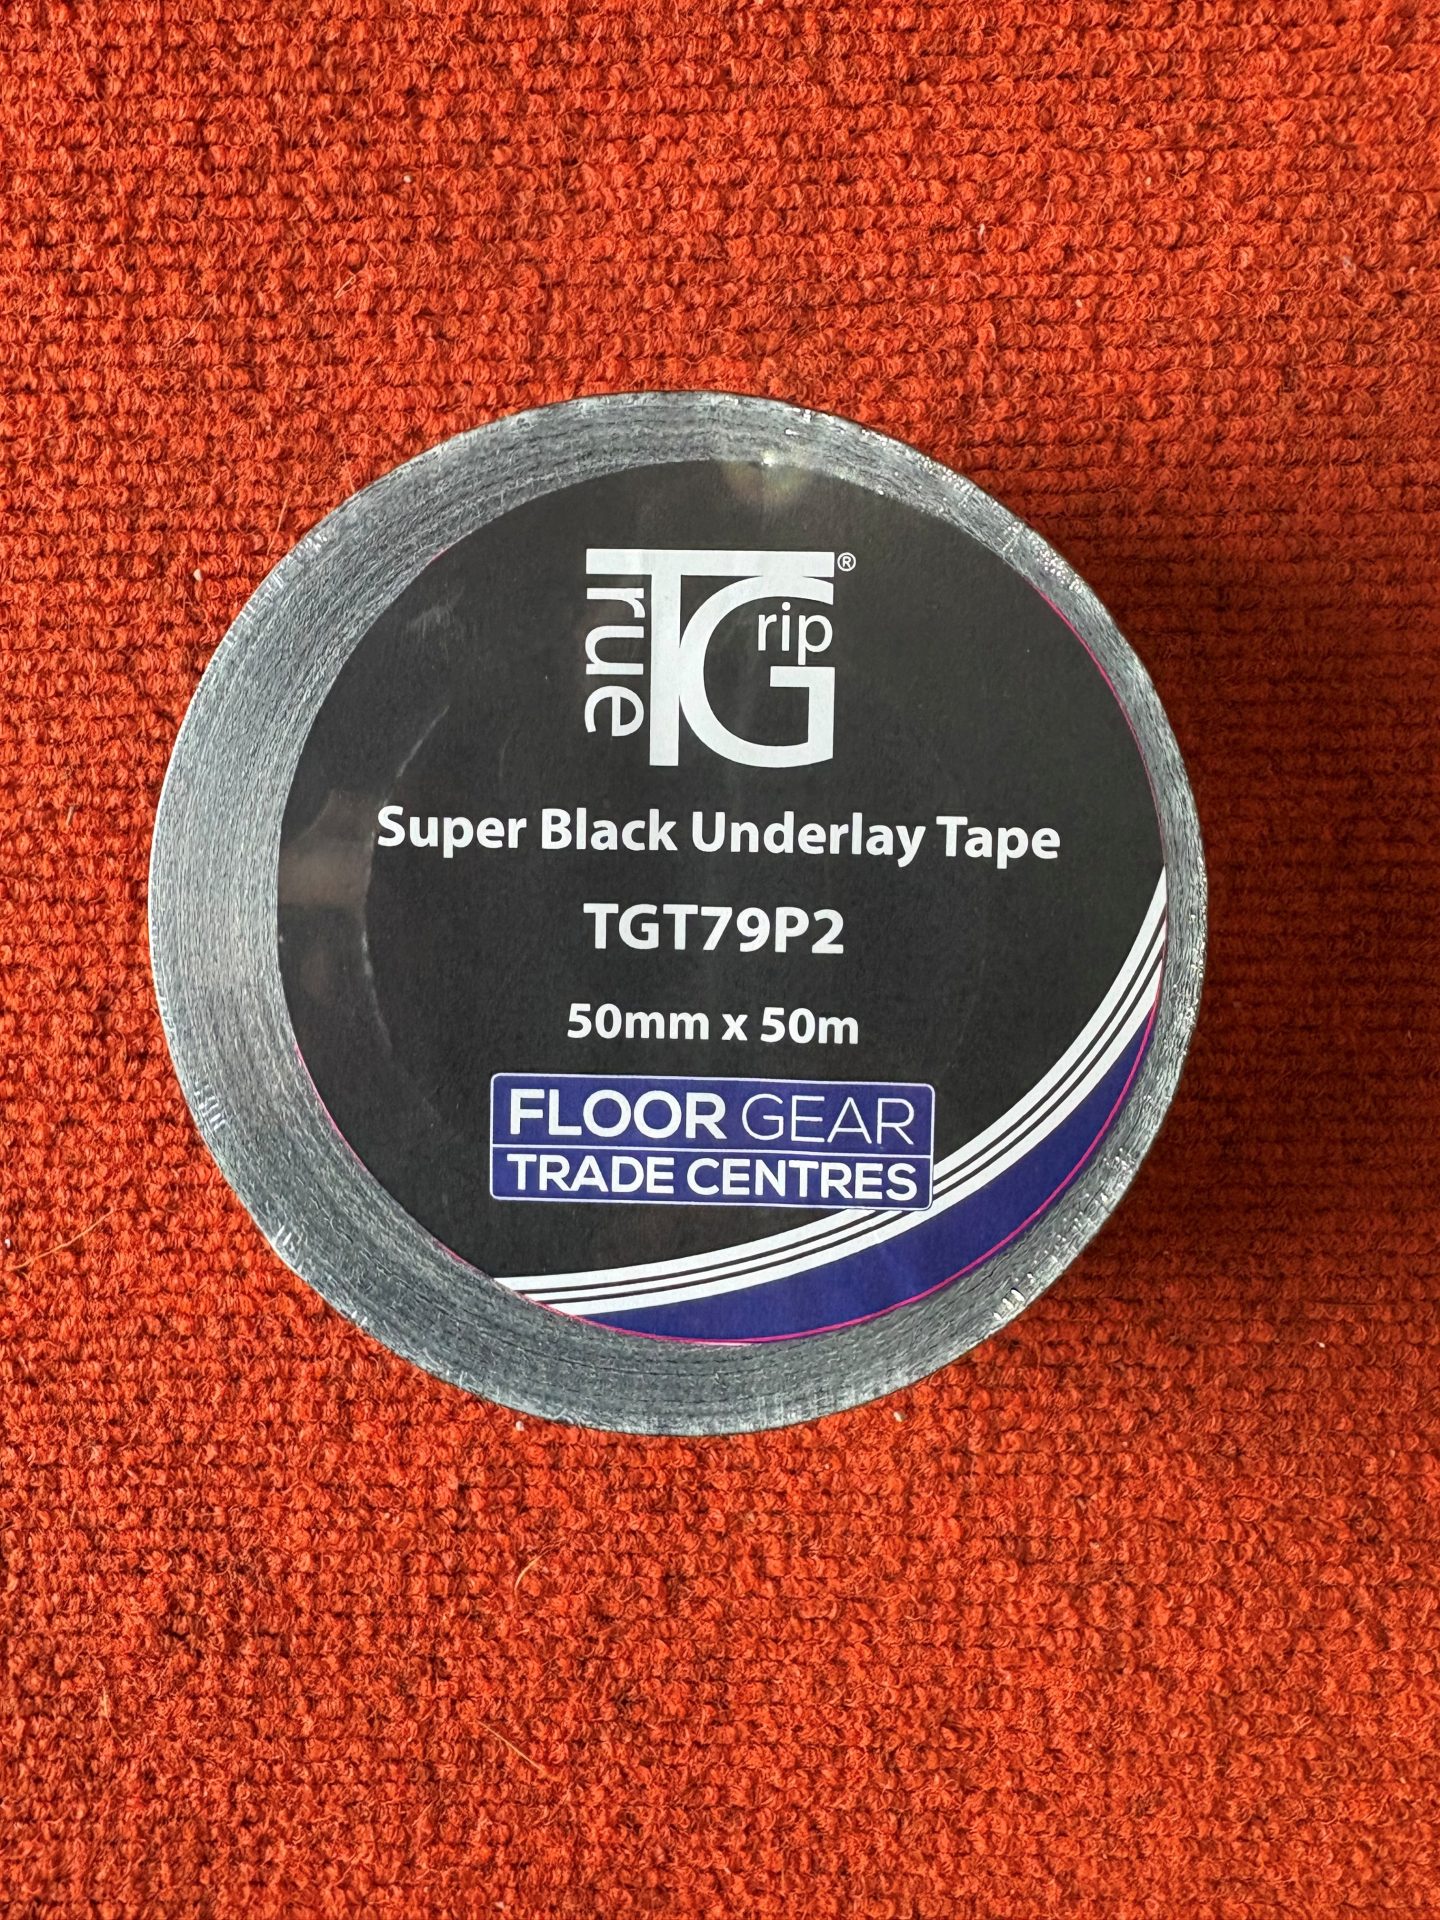 True Grip®
Super Black Underlay Tape
TGT79P2
50mm x 50m
FLOOR GEAR
TRADE CENTRES